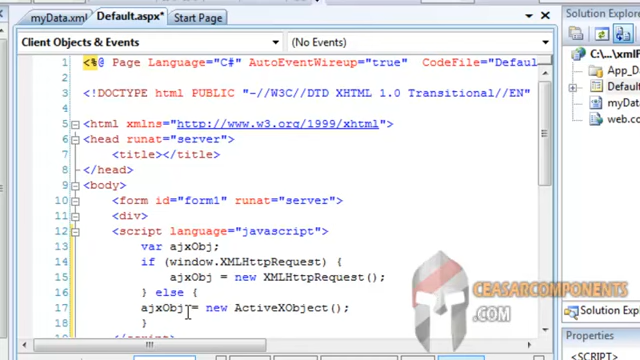 myData.xml Default.aspx* Start Page
Client Objects & Events (No Events)
1 <%@ Page Language="C#" AutoEventWireup="true" CodeFile="Defaul
2
3 <!DOCTYPE html PUBLIC "-//W3C//DTD XHTML 1.0 Transitional//EN"
4
5 <html xmlns="http://www.w3.org/1999/xhtml">
6 <head runat="server">
7 <title></title>
8 </head>
9 <body>
10 <form id="form1" runat="server">
11 <div>
12 <script language="javascript">
13 var ajxObj;
14 if (window.XMLHttpRequest) {
15 ajxObj = new XMLHttpRequest();
16 } else {
17 ajxObj = new ActiveXObject();
18 }
</script>
Solution Explorer
C:\...\xmlF
App_D
Defaul
myDa
web.co
CEASARCOMPANIES
.COM
Solution Explo
Properties
<SCRIPT>